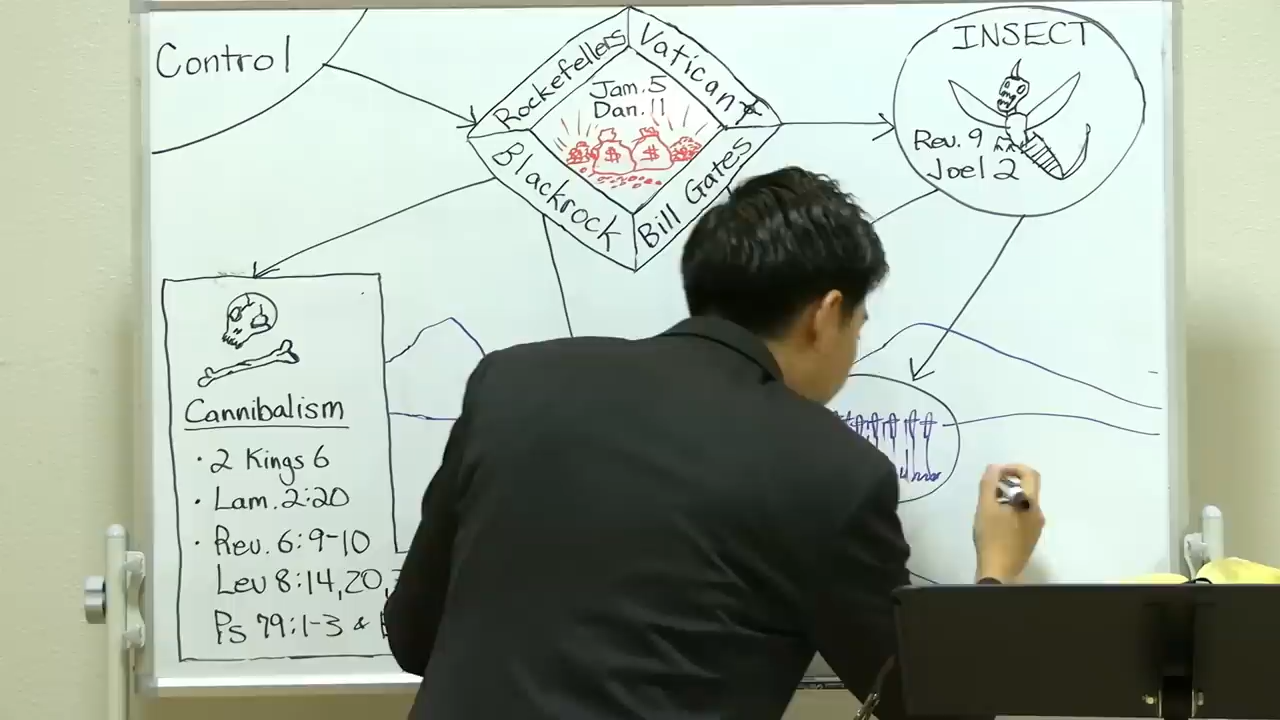 Control
Rockefellers
Vatican
Jam. 5
Dan. 11
$ $
Blackrock
Bill Gates
INSECT
Rev. 9
Joel 2
Cannibalism
· 2 Kings 6
· Lam. 2:20
· Rev. 6:9-10
Lev 8:14, 20,
Ps 79:1-3 &